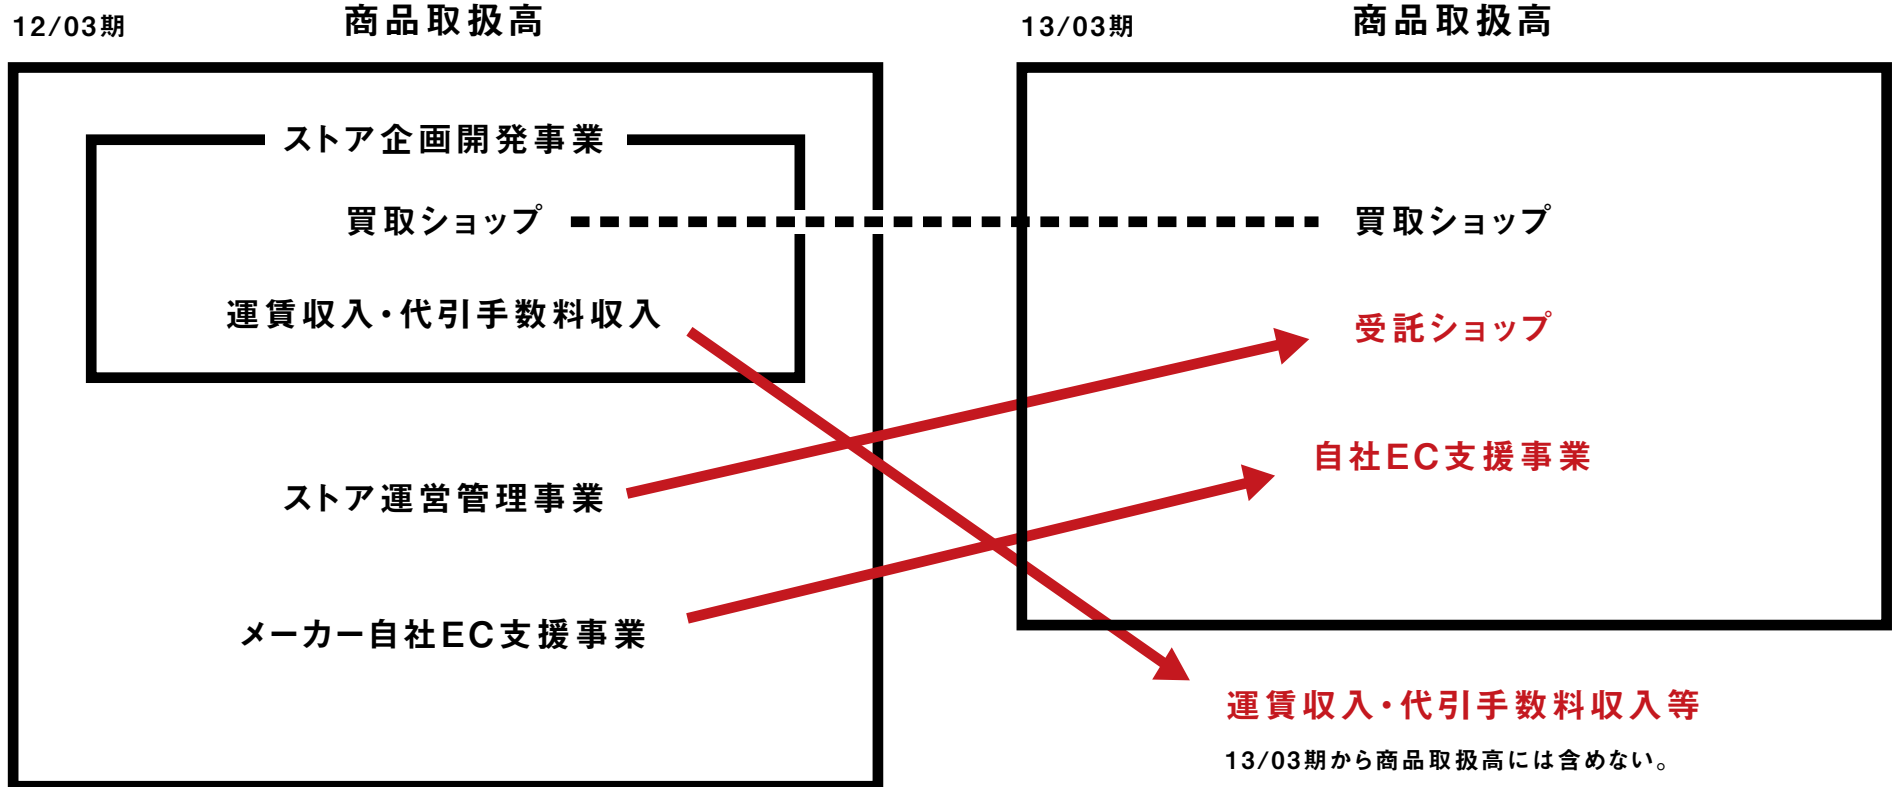 12/03期
商品取扱高
ストア企画開発事業
買取ショップ
運賃収入・代引手数料収入
ストア運営管理事業
メーカー自社EC支援事業
13/03期
商品取扱高
買取ショップ
受託ショップ
自社EC支援事業
運賃収入・代引手数料収入等
13/03期から商品取扱高には含めない。